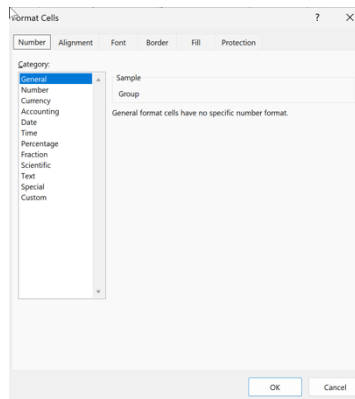 Format Cells ? X
Number Alignment Font Border Fill Protection
Category:
General
Number
Currency
Accounting
Date
Time
Percentage
Fraction
Scientific
Text
Special
Custom
Sample
Group
General format cells have no specific number format.
OK Cancel